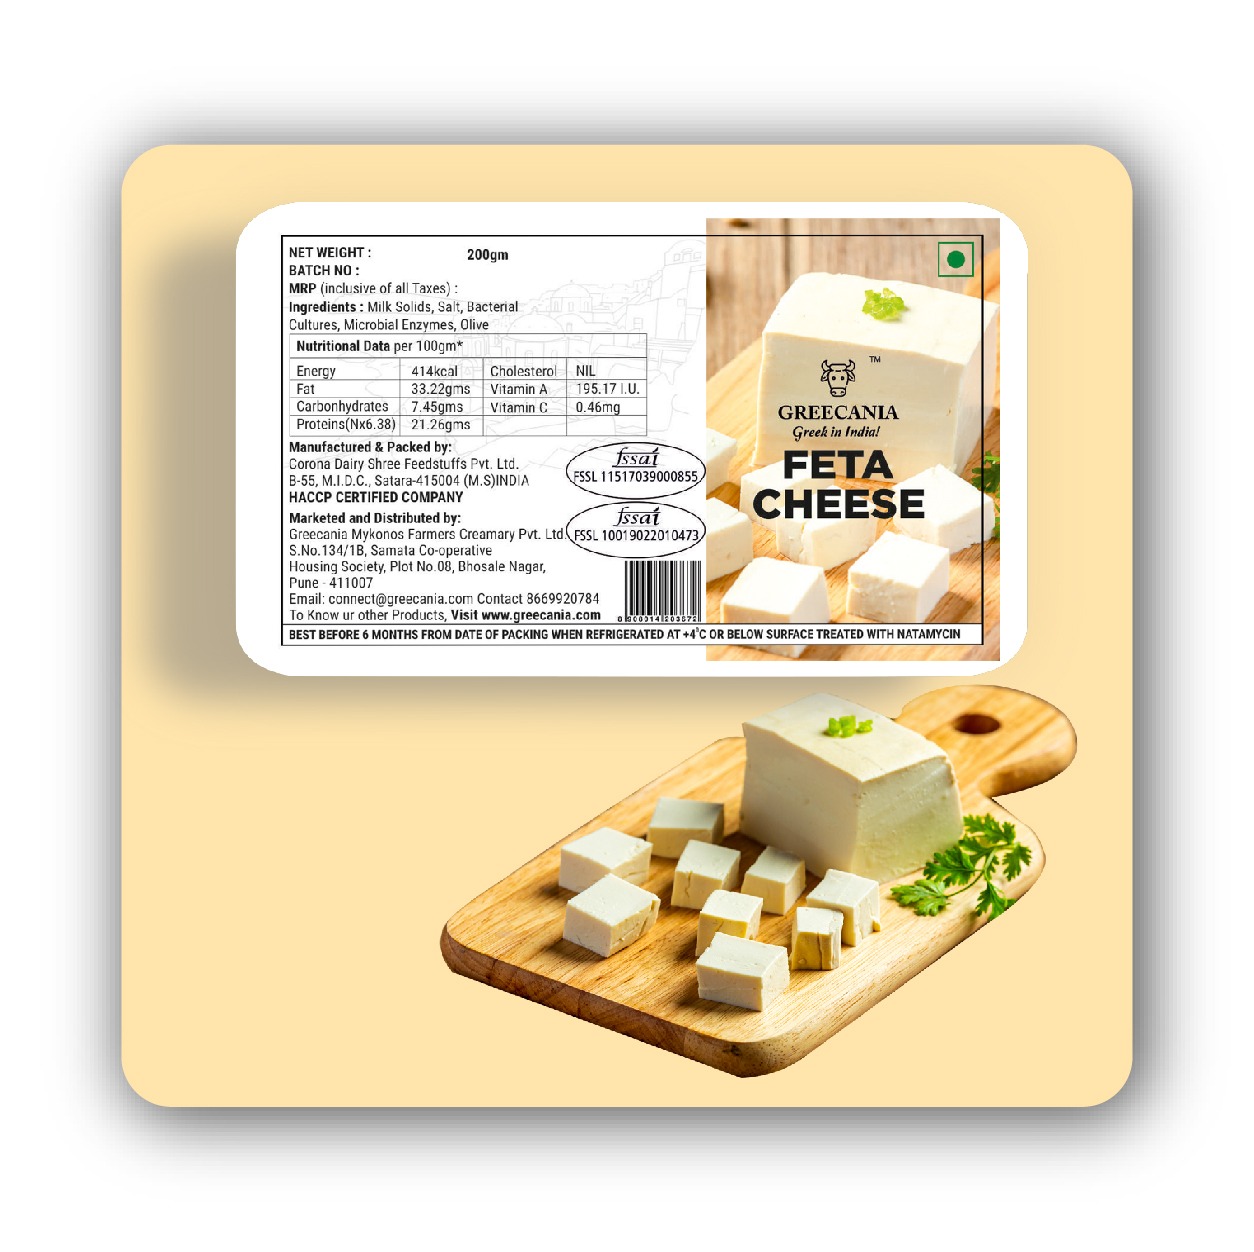 NET WEIGHT : 200gm
BATCH NO :
MRP (inclusive of all Taxes) :
Ingredients : Milk Solids, Salt, Bacterial
Cultures, Microbial Enzymes, Olive
Nutritional Data per 100gm*
Energy 414kcal Cholesterol NIL
Fat 33.22gms Vitamin A 195.17 I.U.
Carbonhydrates 7.45gms Vitamin C 0.46mg
Proteins(Nx6.38) 21.26gms
Manufactured & Packed by:
Corona Dairy Shree Feedstuffs Pvt. Ltd.
B-55, M.I.D.C., Satara-415004 (M.S)INDIA
HACCP CERTIFIED COMPANY
fssai
FSSL 11517039000855
Marketed and Distributed by:
Greecania Mykonos Farmers Creamary Pvt. Ltd.
S.No.134/1B, Samata Co-operative
Housing Society, Plot No.08, Bhosale Nagar,
Pune - 411007
Email: connect@greecania.com Contact 8669920784
To Know ur other Products, Visit www.greecania.com
fssai
FSSL 10019022010473
BEST BEFORE 6 MONTHS FROM DATE OF PACKING WHEN REFRIGERATED AT +4°C OR BELOW SURFACE TREATED WITH NATAMYCIN
TM
GREECANIA
Greek in India!
FETA
CHEESE